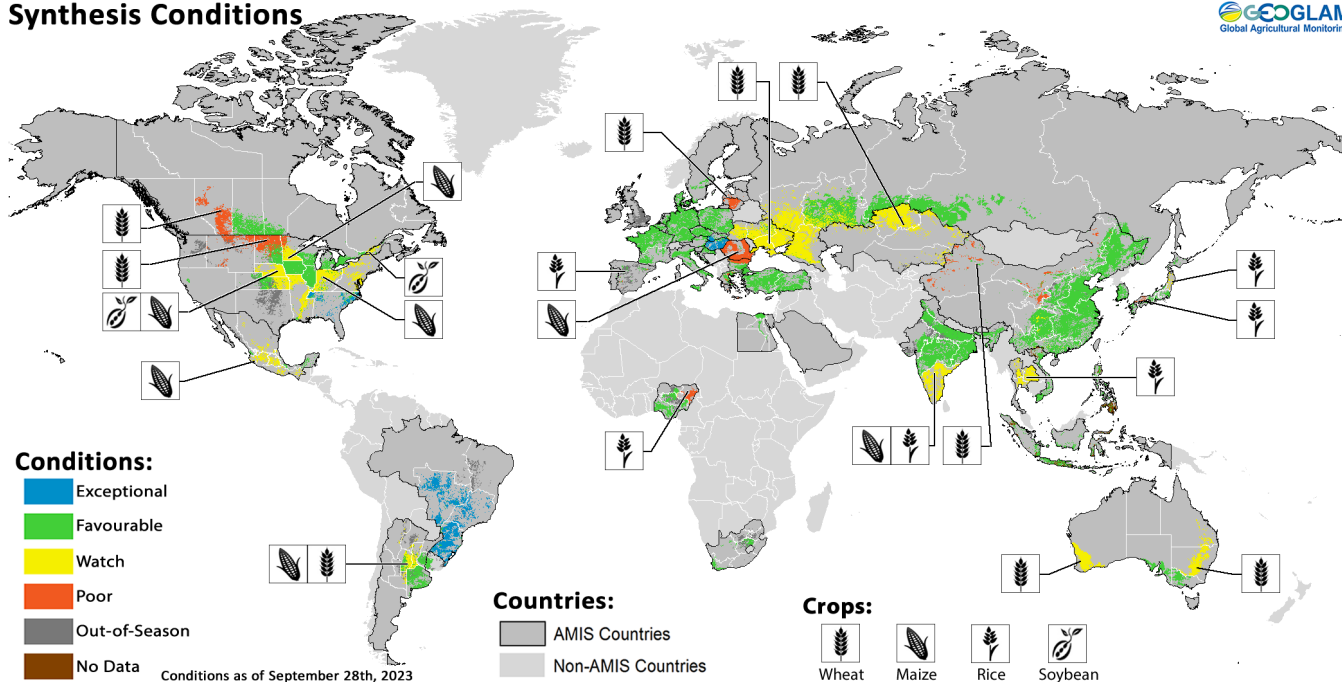 Synthesis Conditions
GEOGLAM
Global Agricultural Monitorin
Conditions:
Exceptional
Favourable
Watch
Poor
Out-of-Season
No Data
Conditions as of September 28th, 2023
Countries:
AMIS Countries
Non-AMIS Countries
Crops:
Wheat
Maize
Rice
Soybean